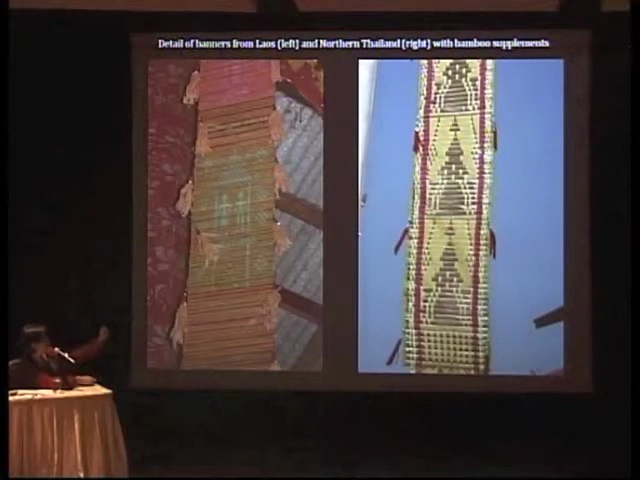 Detail of banners from Laos (left) and Northern Thailand (right) with bamboo supplements